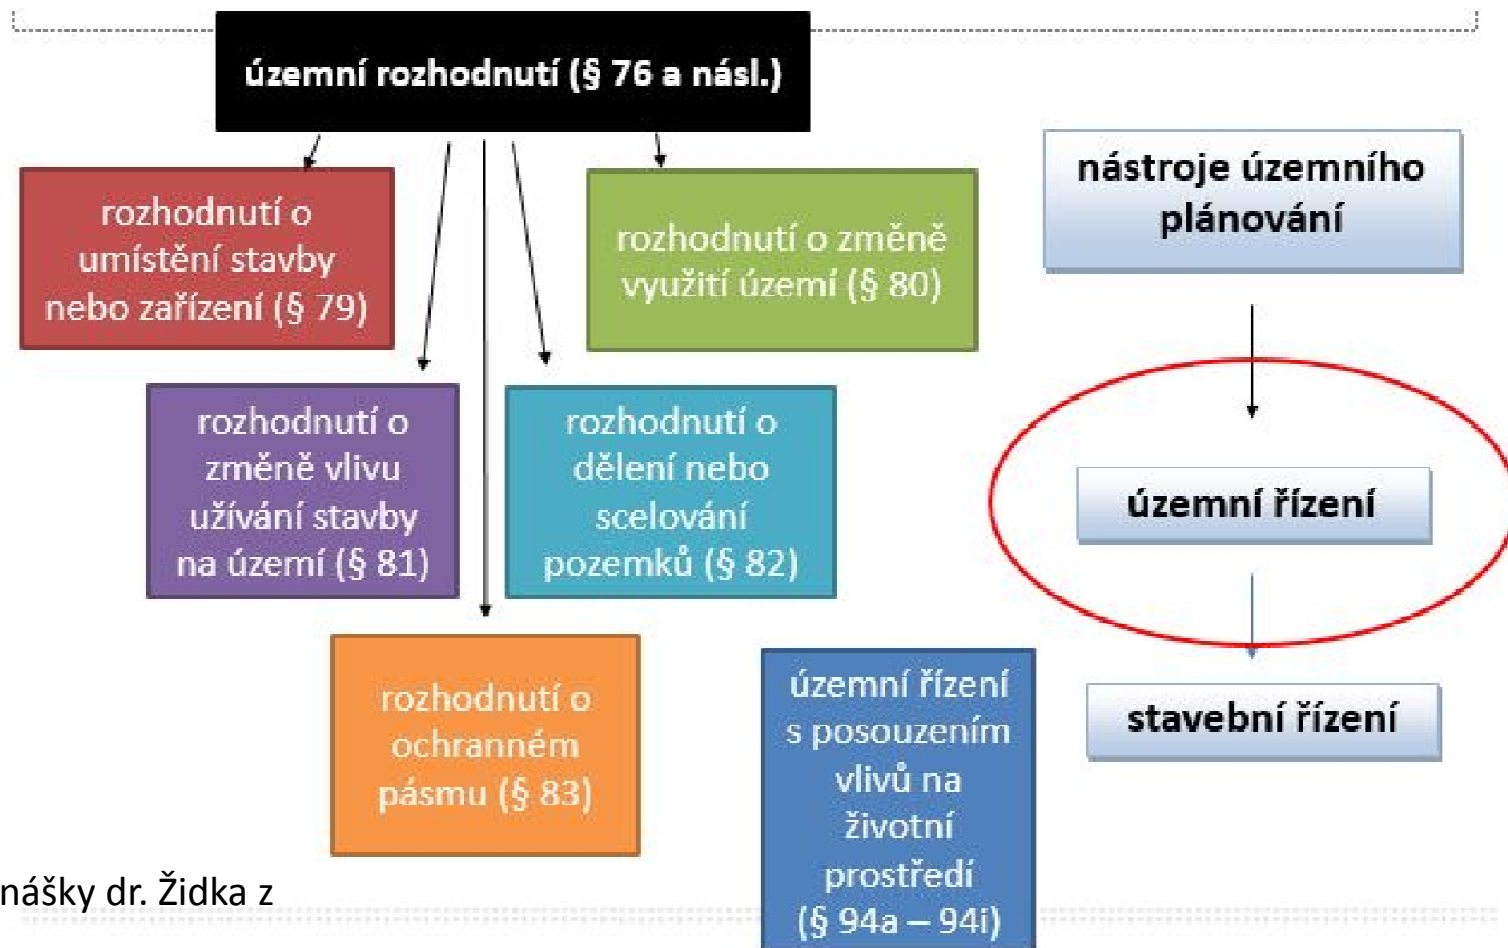 územní rozhodnutí (§ 76 a násl.)
rozhodnutí o
umístění stavby
nebo zařízení (§ 79)
rozhodnutí o změně
využití území (§ 80)
rozhodnutí o
změně vlivu
užívání stavby
na území (§ 81)
rozhodnutí o
dělení nebo
scelování
pozemků (§ 82)
rozhodnutí o
ochranném
pásmu (§ 83)
územní řízení
s posouzením
vlivů na
životní
prostředí
(§ 94a – 94i)
nástroje územního
plánování
územní řízení
stavební řízení
nášky dr. Židka z